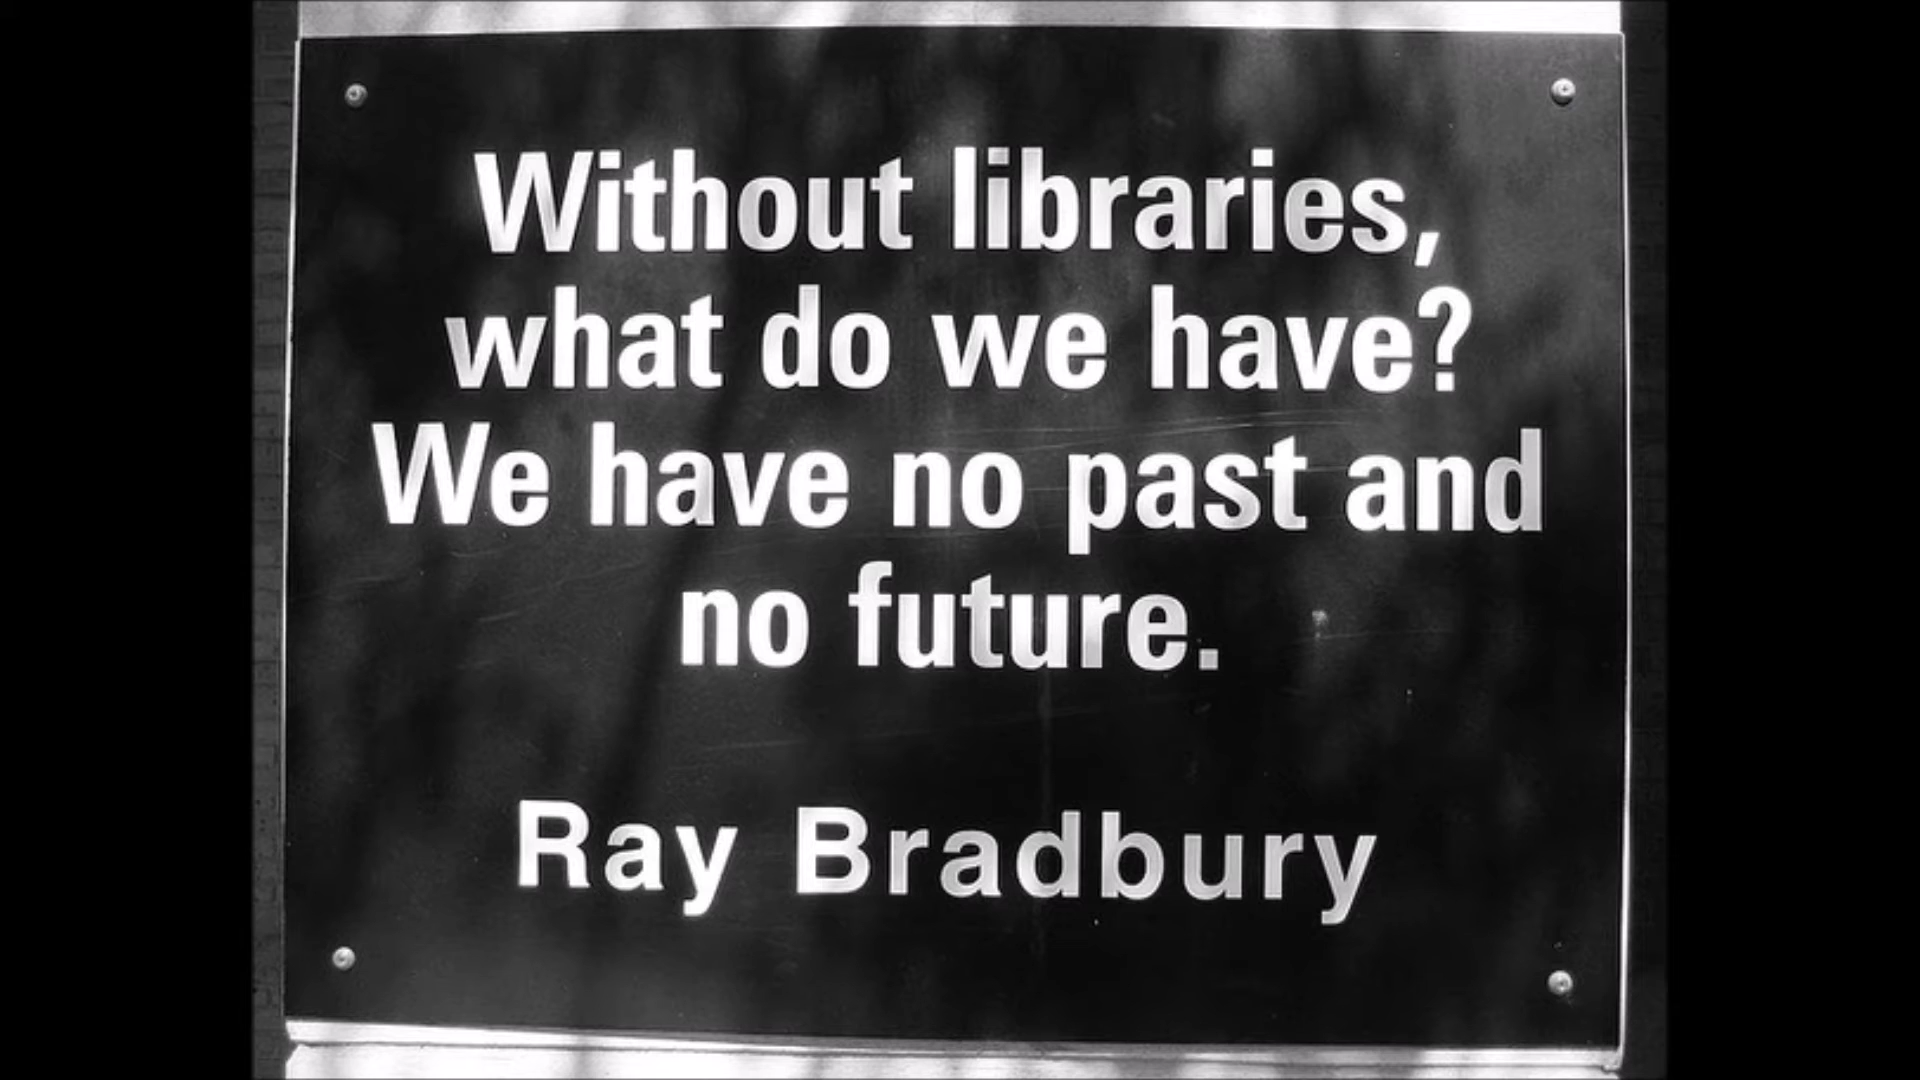 Without libraries,
what do we have?
We have no past and
no future.
Ray Bradbury